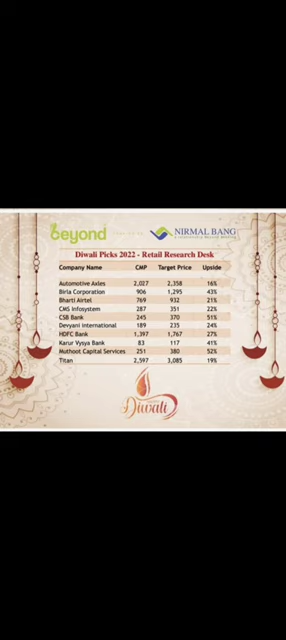 beyond
NIRMAL BANG
a relationship beyond broking
Diwali Picks 2022 - Retail Research Desk
Company Name CMP Target Price Upside
Automotive Axles 2,027 2,358 16%
Birla Corporation 906 1,295 43%
Bharti Airtel 769 932 21%
CMS Infosystem 287 351 22%
CSB Bank 245 370 51%
Devyani International 189 235 24%
HDFC Bank 1,397 1,767 27%
Karur Vysya Bank 83 117 41%
Muthoot Capital Services 251 380 52%
Titan 2,597 3,085 19%
Diwali